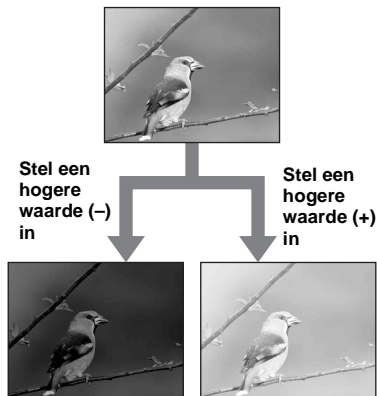 Stel een
hogere
waarde (–)
in
Stel een
hogere
waarde (+)
in